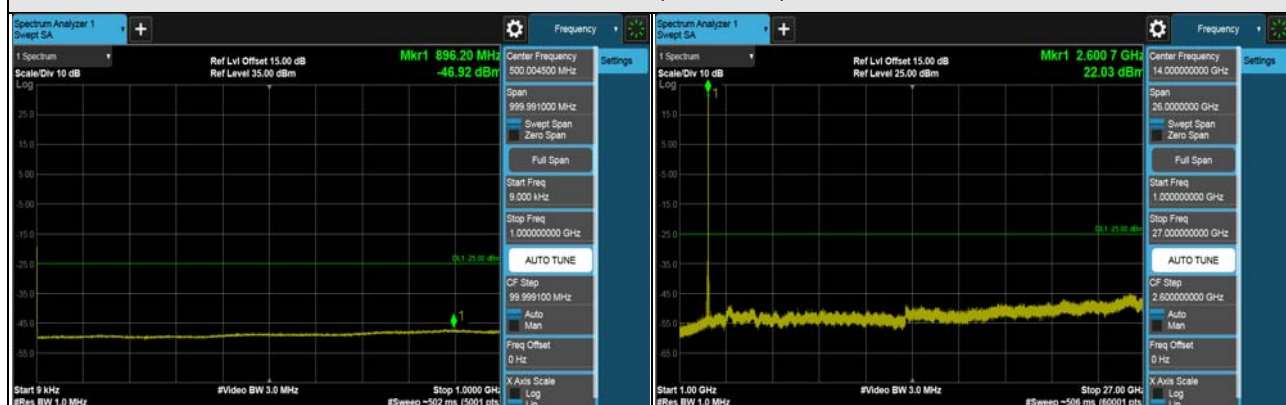 Spectrum Analyzer 1
Swept SA
Frequency
1 Spectrum
Scale/Div 10 dB
Log
Ref Lvl Offset 15.00 dB
Ref Level 35.00 dBm
Mkr1 896.20 MHz
-46.92 dBm
25.0
15.0
5.00
-5.00
-15.0
-25.0
-35.0
-45.0
-55.0
DL1 -25.00 dBm
1
Start 9 kHz
#Res BW 1.0 MHz
#Video BW 3.0 MHz
Stop 1.0000 GHz
#Sweep ~502 ms (5001 pts
Center Frequency
500.004500 MHz
Settings
Span
999.991000 MHz
Swept Span
Zero Span
Full Span
Start Freq
9.000 kHz
Stop Freq
1.000000000 GHz
AUTO TUNE
CF Step
99.999100 MHz
Auto
Man
Freq Offset
0 Hz
X Axis Scale
Log
Lin
Spectrum Analyzer 1
Swept SA
Frequency
1 Spectrum
Scale/Div 10 dB
Log
Ref Lvl Offset 15.00 dB
Ref Level 25.00 dBm
Mkr1 2.600 7 GHz
22.03 dBm
1
15.0
5.00
-5.00
-15.0
-25.0
-35.0
-45.0
-55.0
-65.0
DL1 -25.00 dBm
Start 1.00 GHz
#Res BW 1.0 MHz
#Video BW 3.0 MHz
Stop 27.00 GHz
#Sweep ~506 ms (60001 pts
Center Frequency
14.000000000 GHz
Settings
Span
26.0000000 GHz
Swept Span
Zero Span
Full Span
Start Freq
1.000000000 GHz
Stop Freq
27.000000000 GHz
AUTO TUNE
CF Step
2.600000000 GHz
Auto
Man
Freq Offset
0 Hz
X Axis Scale
Log
Lin